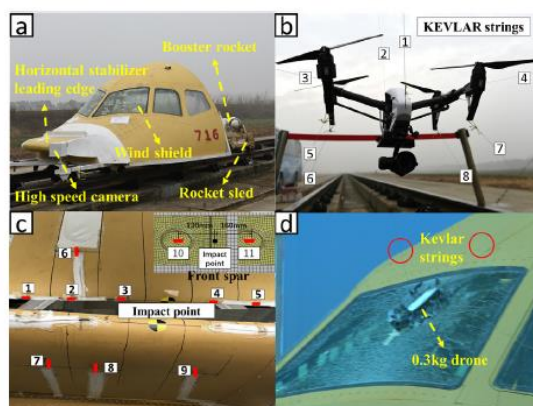 a
Booster rocket
Horizontal stabilizer
leading edge
716
Wind shield
High speed camera
Rocket sled
b
KEVLAR strings
1
2
3
4
5
6
7
8
c
120mm
160mm
Impact
point
10
11
Front spar
6
1
2
3
4
5
Impact point
7
8
9
d
Kevlar
strings
0.3kg drone